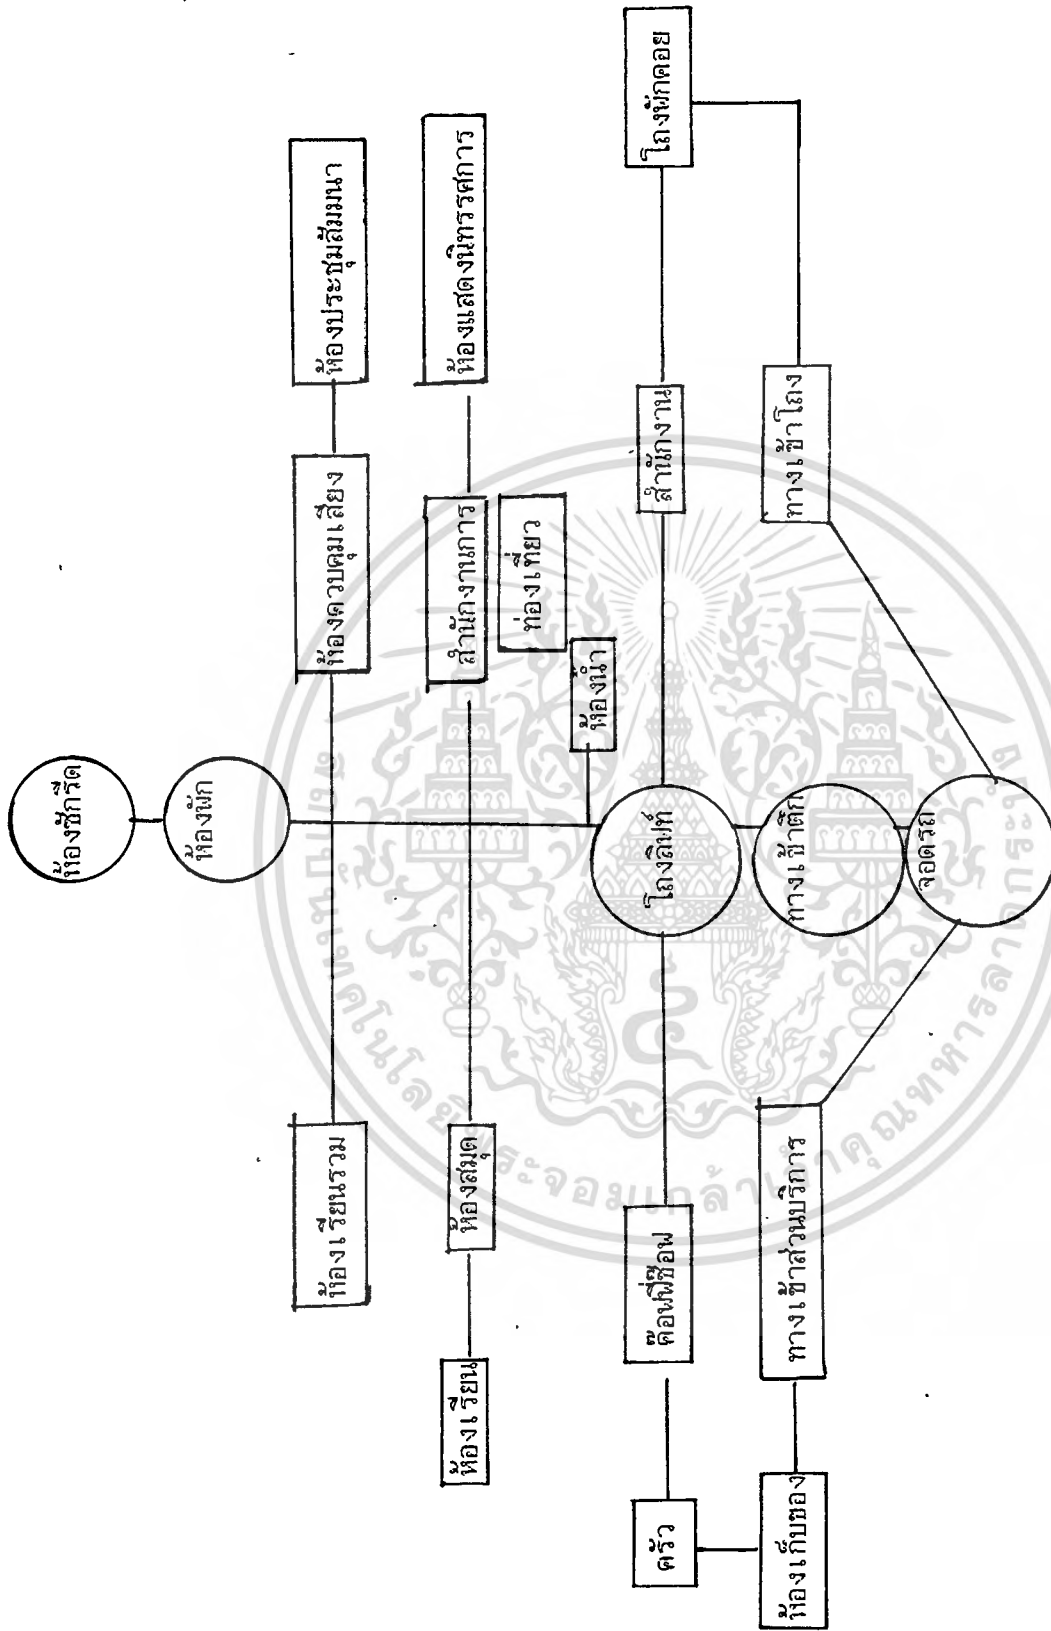 ห้องซักรีด
ห้องพัก
ห้องเรียนรวม
ห้องควบคุมเสียง
ห้องประชุมสัมมนา
ห้องเรียน
ห้องสมุด
สำนักงานการ
ท่องเที่ยว
ห้องแสดงนิทรรศการ
ห้องน้ำ
ครัว
ค๊อฟฟี่ช๊อฟ
โถงลิบท์
สำนักงาน
โถงพักคอย
ห้องเก็บของ
ทางเข้าส่วนบริการ
ทางเข้าตึก
ทางเข้าโถง
จอดรถ